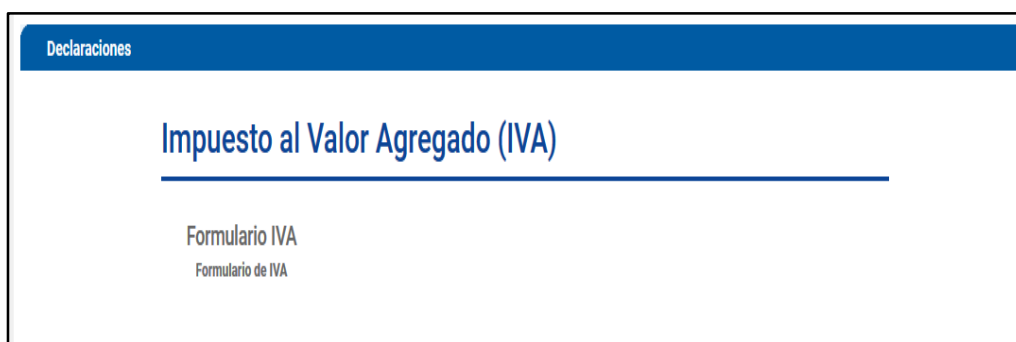 Declaraciones
Impuesto al Valor Agregado (IVA)
Formulario IVA
Formulario de IVA